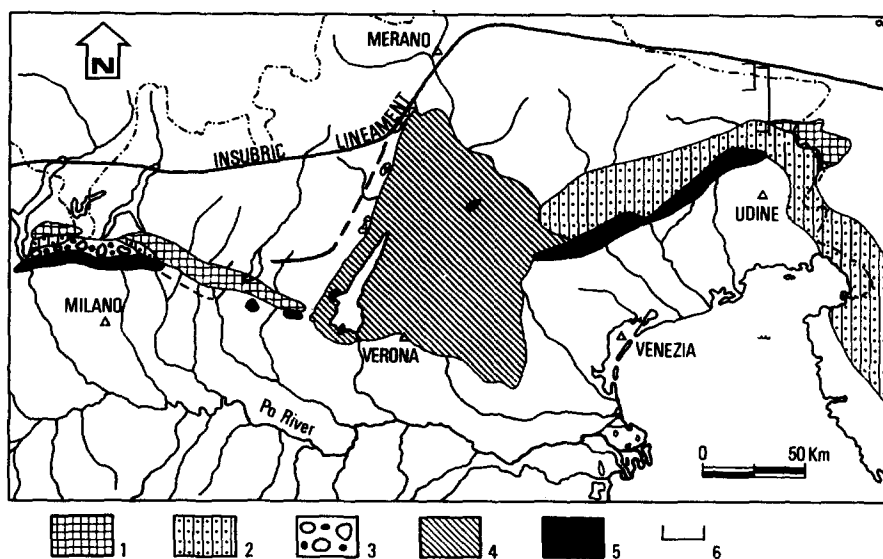 N
MERANO
INSUBRIC LINEAMENT
UDINE
MILANO
VERONA
VENEZIA
Po River
0 50 Km
1 2 3 4 5 6